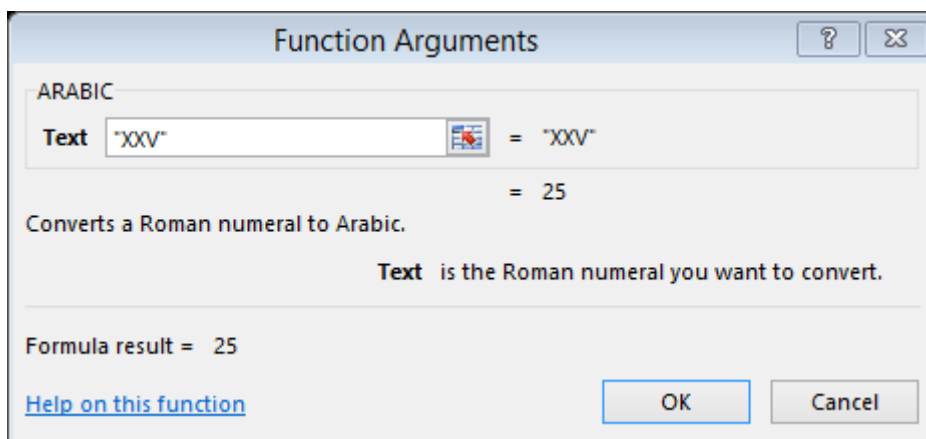 Function Arguments
ARABIC
Text "XXV" = "XXV"
= 25
Converts a Roman numeral to Arabic.
Text is the Roman numeral you want to convert.
Formula result = 25
Help on this function OK Cancel